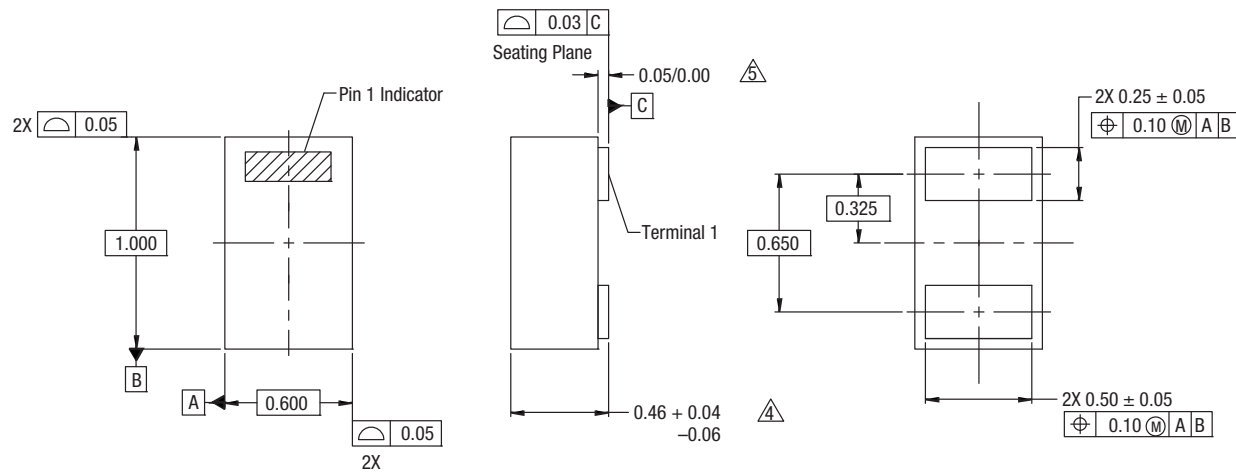 0.03 C
Seating Plane
0.05/0.00 5
C
Pin 1 Indicator
2X 0.05
2X 0.25 ± 0.05
⌖ 0.10 Ⓜ A B
0.325
1.000
Terminal 1
0.650
B
A 0.600
0.46 + 0.04
−0.06
4
2X 0.50 ± 0.05
⌖ 0.10 Ⓜ A B
0.05
2X